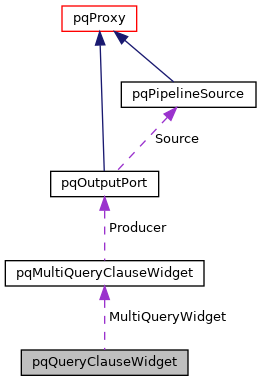 pqProxy
pqPipelineSource
Source
pqOutputPort
Producer
pqMultiQueryClauseWidget
MultiQueryWidget
pqQueryClauseWidget